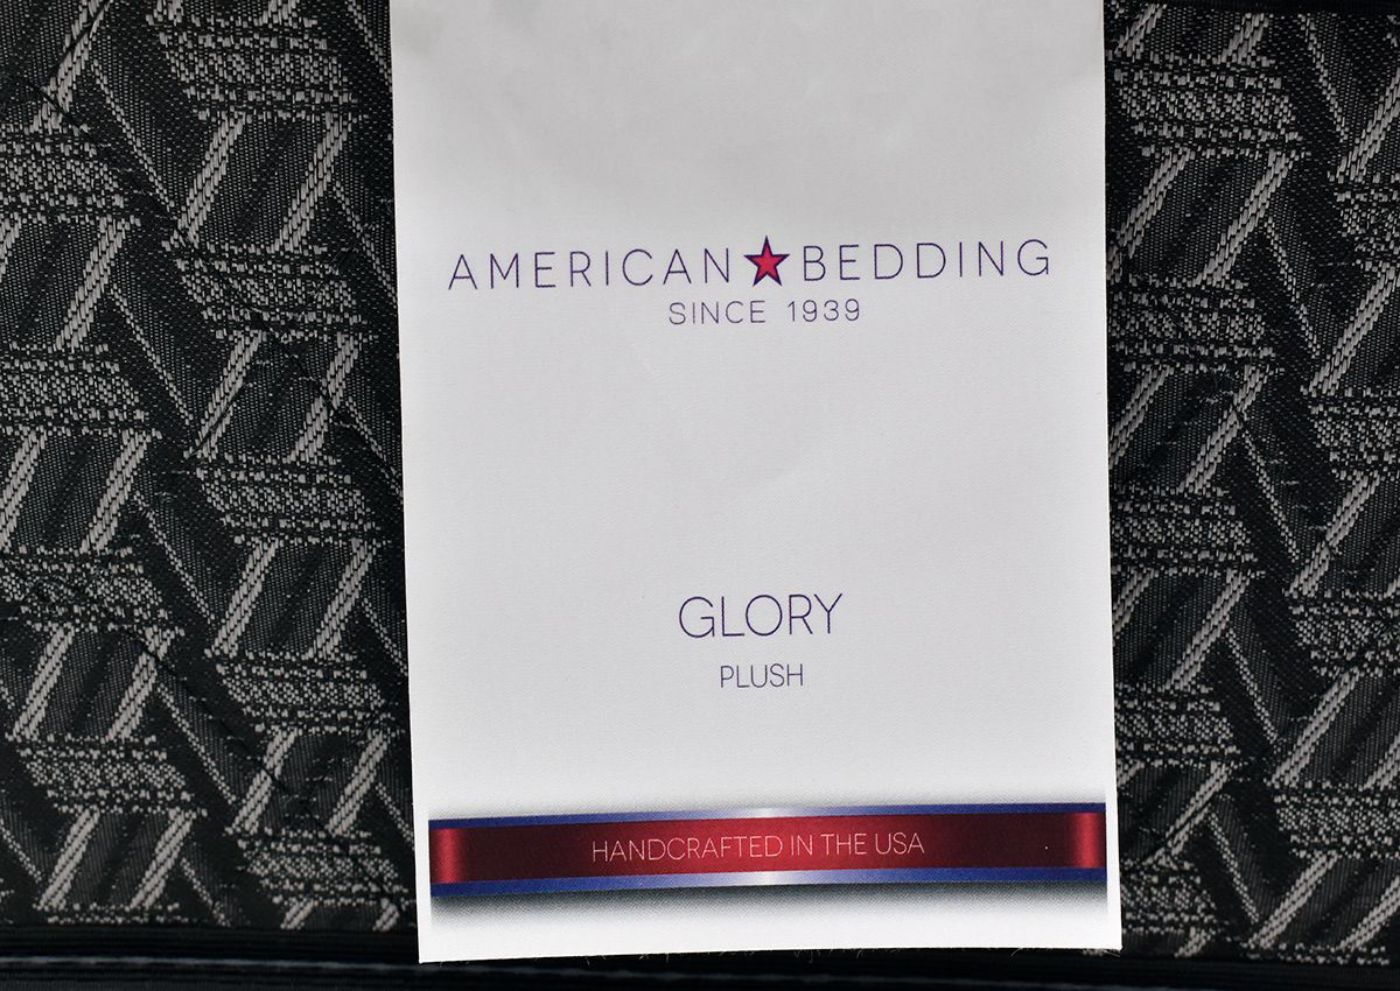 AMERICAN BEDDING
SINCE 1939
GLORY
PLUSH
HANDCRAFTED IN THE USA